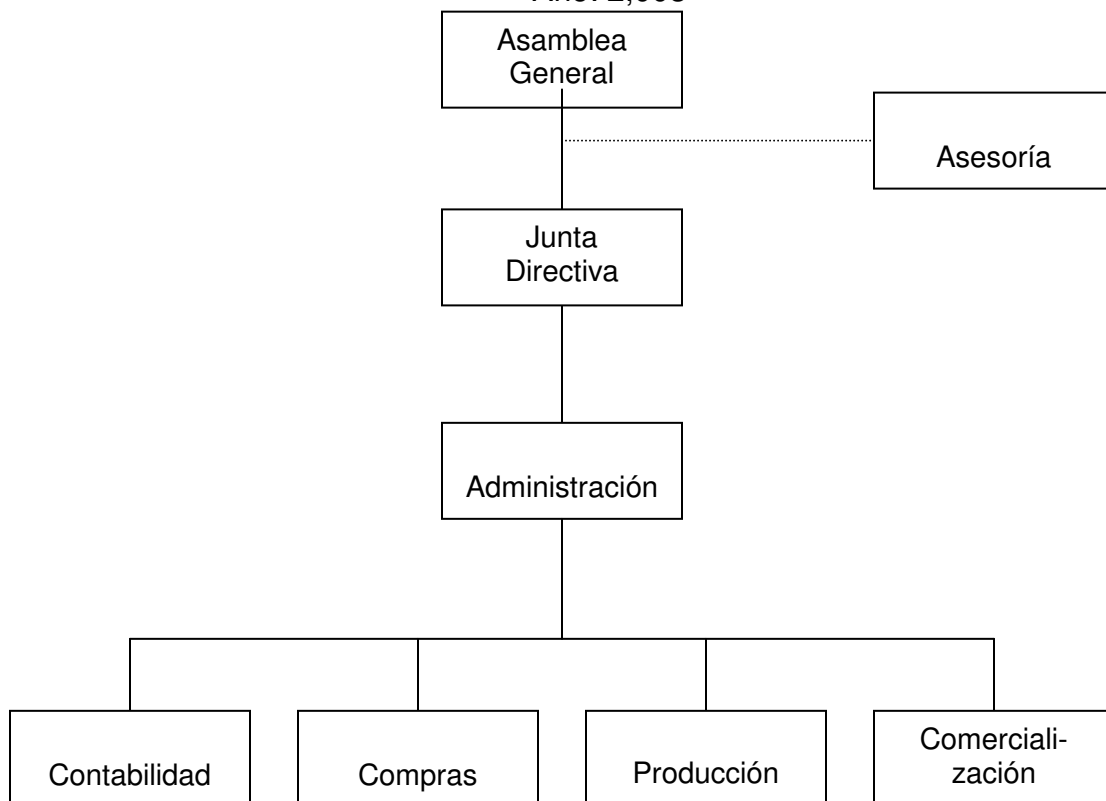 Asamblea
General
Asesoría
Junta
Directiva
Administración
Contabilidad
Compras
Producción
Comerciali-
zación